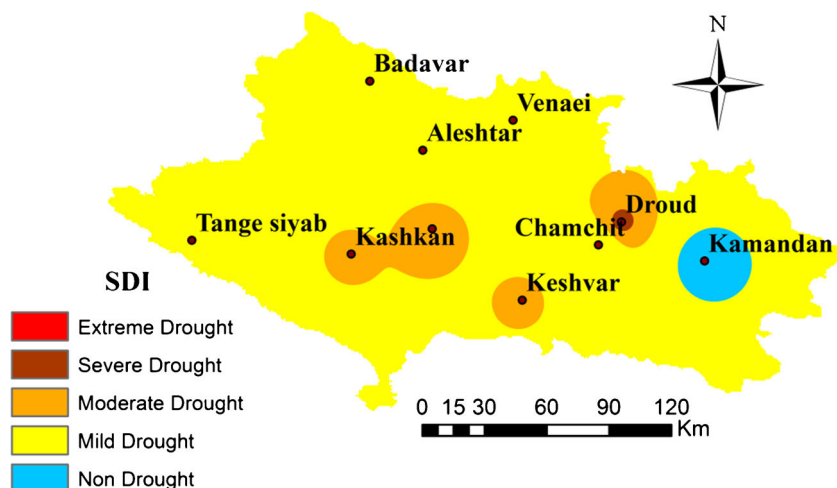 N
Badavar
Venaei
Aleshtar
Droud
Tange siyab
Chamchit
Kashkan
Kamandan
Keshvar
SDI
Extreme Drought
Severe Drought
Moderate Drought
Mild Drought
Non Drought
0 15 30 60 90 120
Km